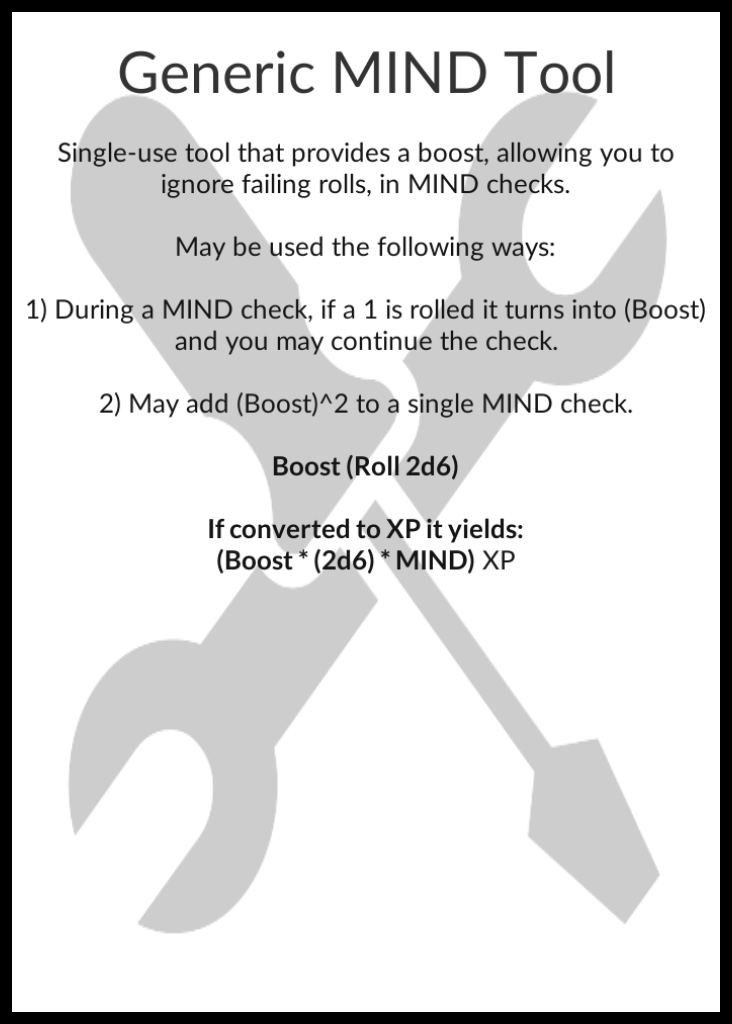 Generic MIND Tool
Single-use tool that provides a boost, allowing you to
ignore failing rolls, in MIND checks.
May be used the following ways:
1) During a MIND check, if a 1 is rolled it turns into (Boost)
and you may continue the check.
2) May add (Boost)^2 to a single MIND check.
Boost (Roll 2d6)
If converted to XP it yields:
(Boost * (2d6) * MIND) XP